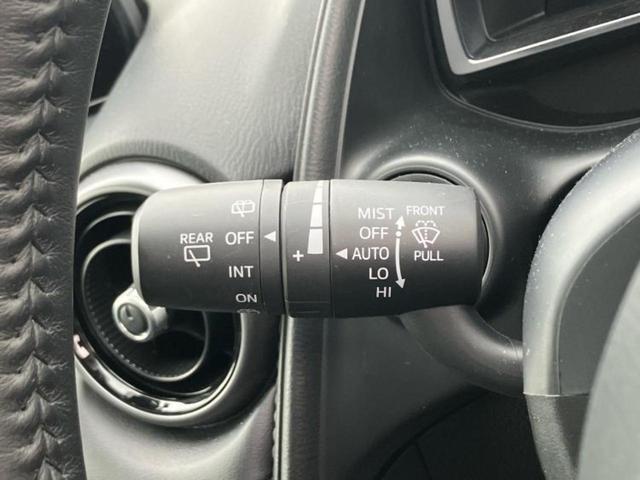 REAR
OFF
INT
ON
+
MIST
OFF
AUTO
LO
HI
FRONT
PULL